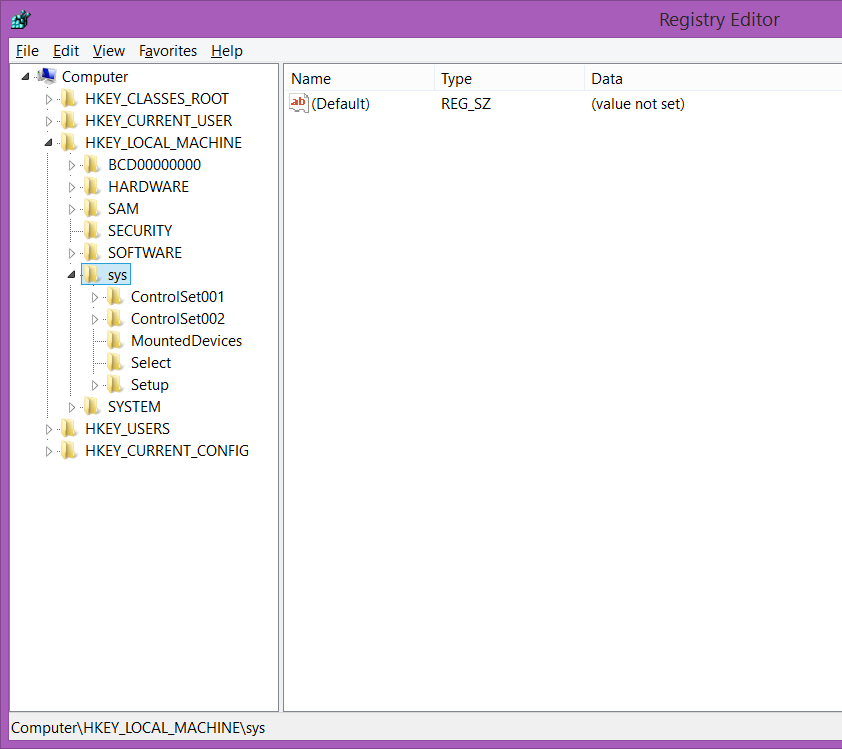 Registry Editor
File Edit View Favorites Help
Computer
HKEY_CLASSES_ROOT
HKEY_CURRENT_USER
HKEY_LOCAL_MACHINE
BCD00000000
HARDWARE
SAM
SECURITY
SOFTWARE
sys
ControlSet001
ControlSet002
MountedDevices
Select
Setup
SYSTEM
HKEY_USERS
HKEY_CURRENT_CONFIG
Name Type Data
ab (Default) REG_SZ (value not set)
Computer\HKEY_LOCAL_MACHINE\sys